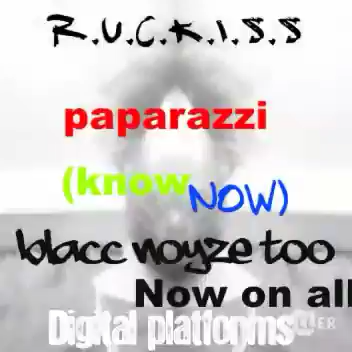 R.U.C.K.I.S.S
paparazzi
(know NOW)
blacc noyze too
Now on all
Digital platforms